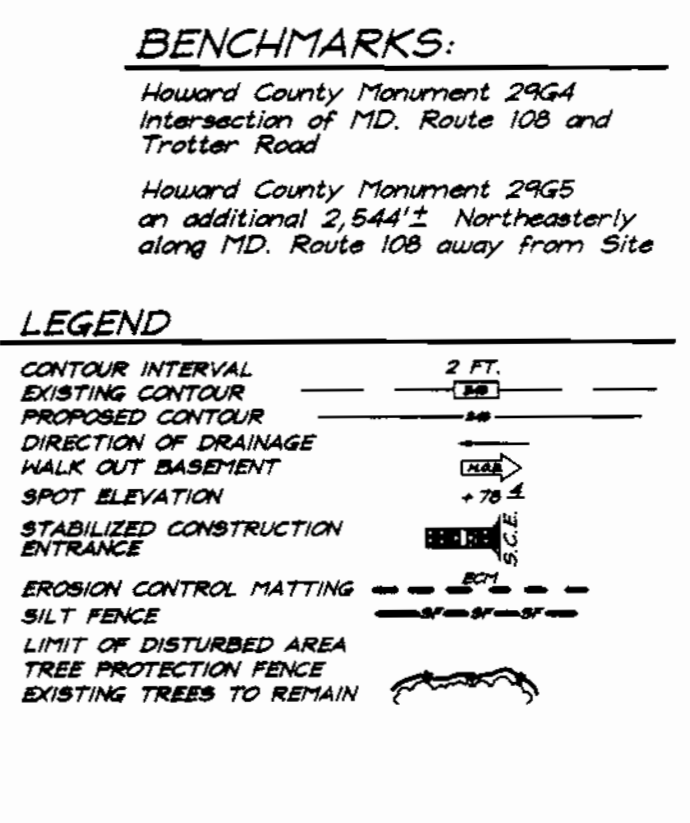 BENCHMARKS:
Howard County Monument 29G4
Intersection of MD. Route 108 and
Trotter Road
Howard County Monument 29G5
an additional 2,544'± Northeasterly
along MD. Route 108 away from Site
LEGEND
CONTOUR INTERVAL 2 FT.
EXISTING CONTOUR
PROPOSED CONTOUR
DIRECTION OF DRAINAGE
WALK OUT BASEMENT
SPOT ELEVATION + 78 4
STABILIZED CONSTRUCTION
ENTRANCE S.C.E.
EROSION CONTROL MATTING ECM
SILT FENCE SF SF SF
LIMIT OF DISTURBED AREA
TREE PROTECTION FENCE
EXISTING TREES TO REMAIN